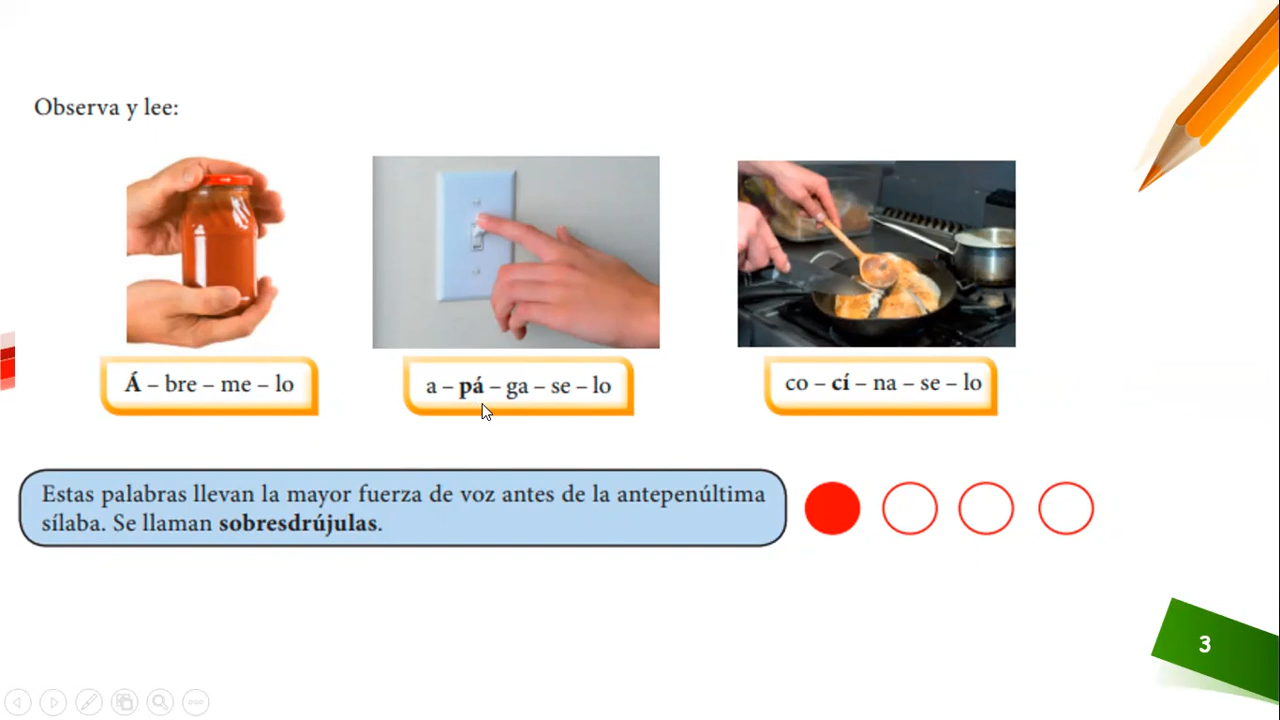 Observa y lee:
Á – bre – me – lo
a – pá – ga – se – lo
co – cí – na – se – lo
Estas palabras llevan la mayor fuerza de voz antes de la antepenúltima
sílaba. Se llaman sobresdrújulas.
3